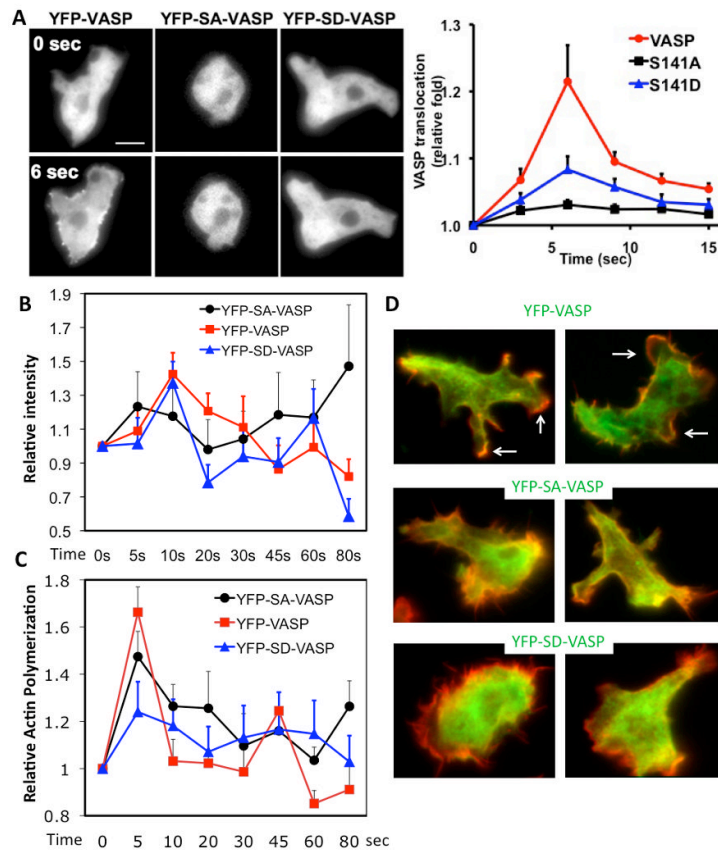 A
YFP-VASP YFP-SA-VASP YFP-SD-VASP
0 sec
6 sec
VASP translocation
(relative fold)
1.2
1.1
1.0
VASP
S141A
S141D
0 5 10 15
Time (sec)
B
Relative intensity
1.9
1.7
1.5
1.3
1.1
0.9
0.7
0.5
YFP-SA-VASP
YFP-VASP
YFP-SD-VASP
Time 0s 5s 10s 20s 30s 45s 60s 80s
C
Relative Actin Polymerization
1.8
1.6
1.4
1.2
1
0.8
YFP-SA-VASP
YFP-VASP
YFP-SD-VASP
Time 0 5 10 20 30 45 60 80 sec
D
YFP-VASP
YFP-SA-VASP
YFP-SD-VASP